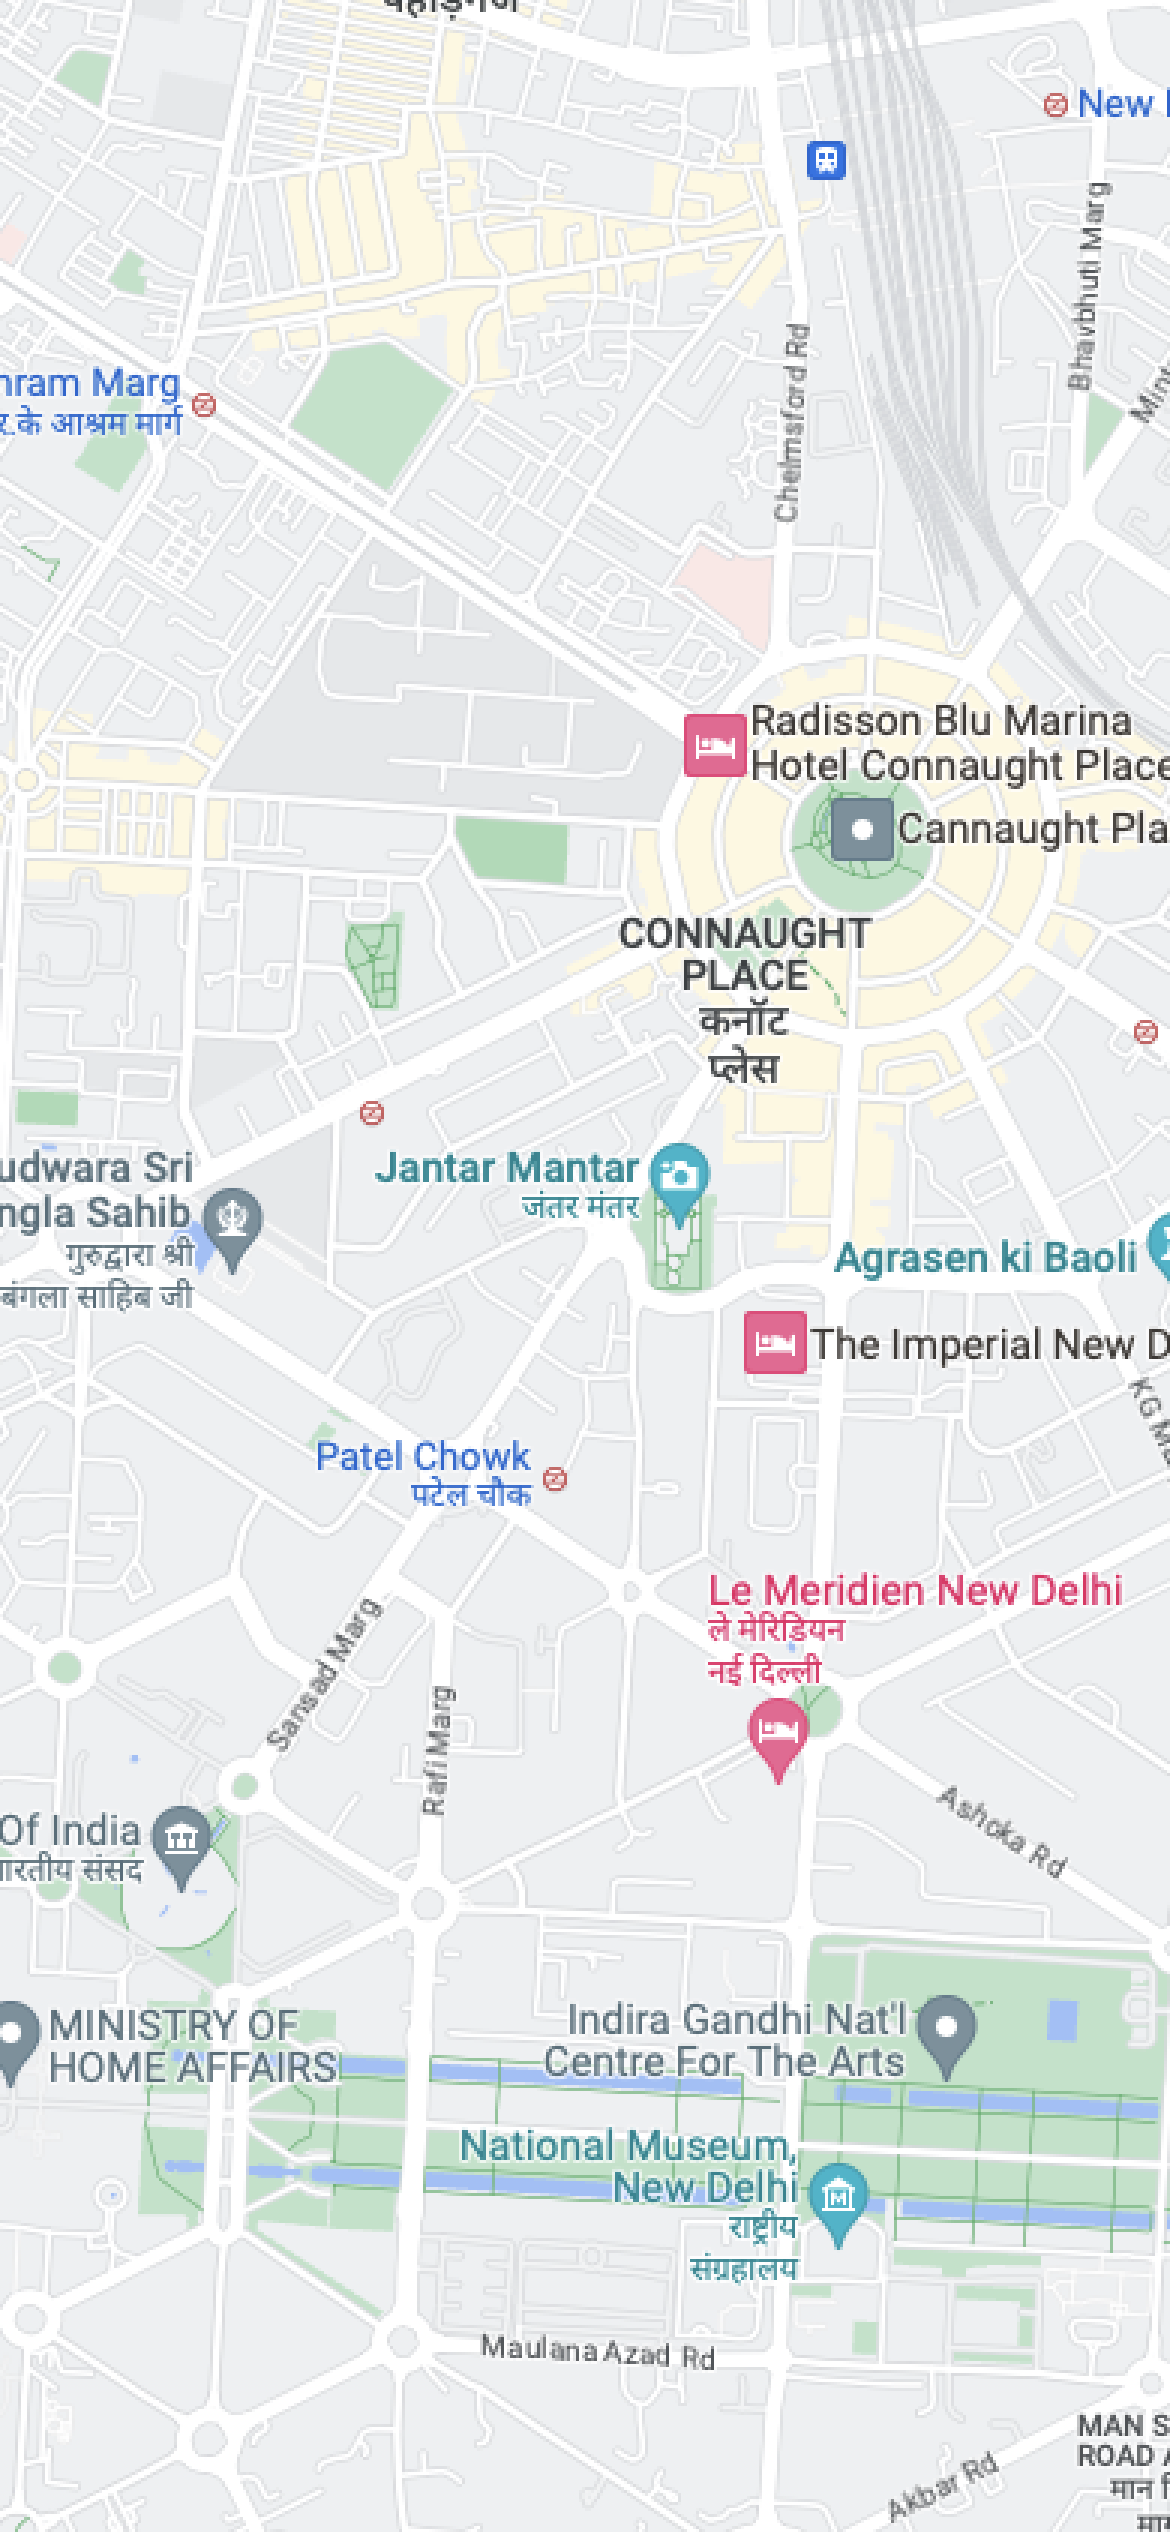 पहाड़गंज
New
Bhavbhuti Marg
Chelmsford Rd
hram Marg
र.के आश्रम मार्ग
Radisson Blu Marina
Hotel Connaught Place
Cannaught Pla
CONNAUGHT
PLACE
कनॉट
प्लेस
Jantar Mantar
जंतर मंतर
udwara Sri
ngla Sahib
गुरुद्वारा श्री
बंगला साहिब जी
Agrasen ki Baoli
The Imperial New D
KG Ma
Patel Chowk
पटेल चौक
Le Meridien New Delhi
ले मेरिडियन
नई दिल्ली
Sansad Marg
Rafi Marg
Ashoka Rd
Of India
भारतीय संसद
MINISTRY OF
HOME AFFAIRS
Indira Gandhi Nat'l
Centre For The Arts
National Museum,
New Delhi
राष्ट्रीय
संग्रहालय
Maulana Azad Rd
MAN S
ROAD A
मान
Akbar Rd